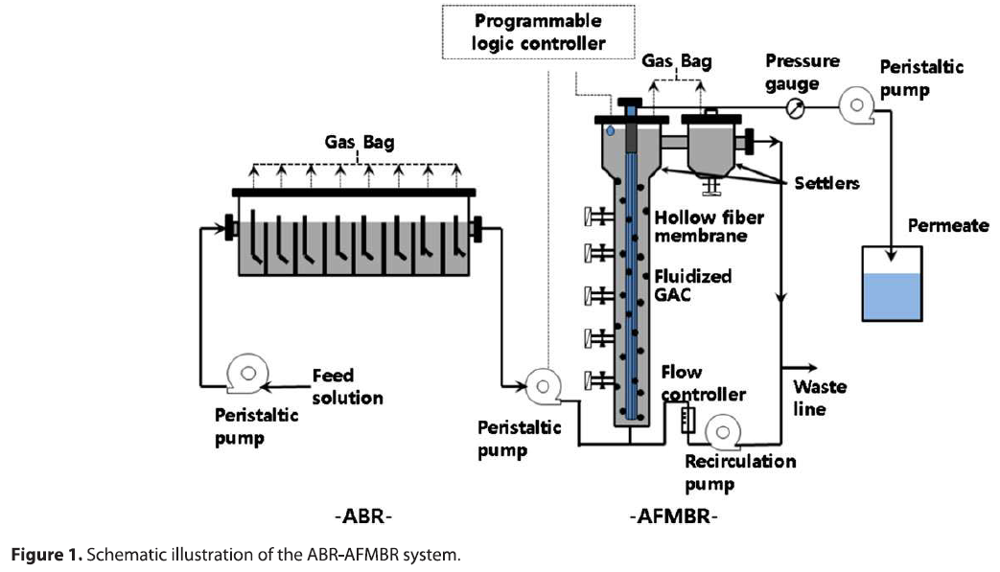 Programmable
logic controller
Gas Bag
Pressure
gauge
Peristaltic
pump
Gas Bag
Settlers
Hollow fiber
membrane
Permeate
Fluidized
GAC
Feed
solution
Flow
controller
Waste
line
Peristaltic
pump
Peristaltic
pump
Recirculation
pump
-ABR-
-AFMBR-
Figure 1. Schematic illustration of the ABR-AFMBR system.